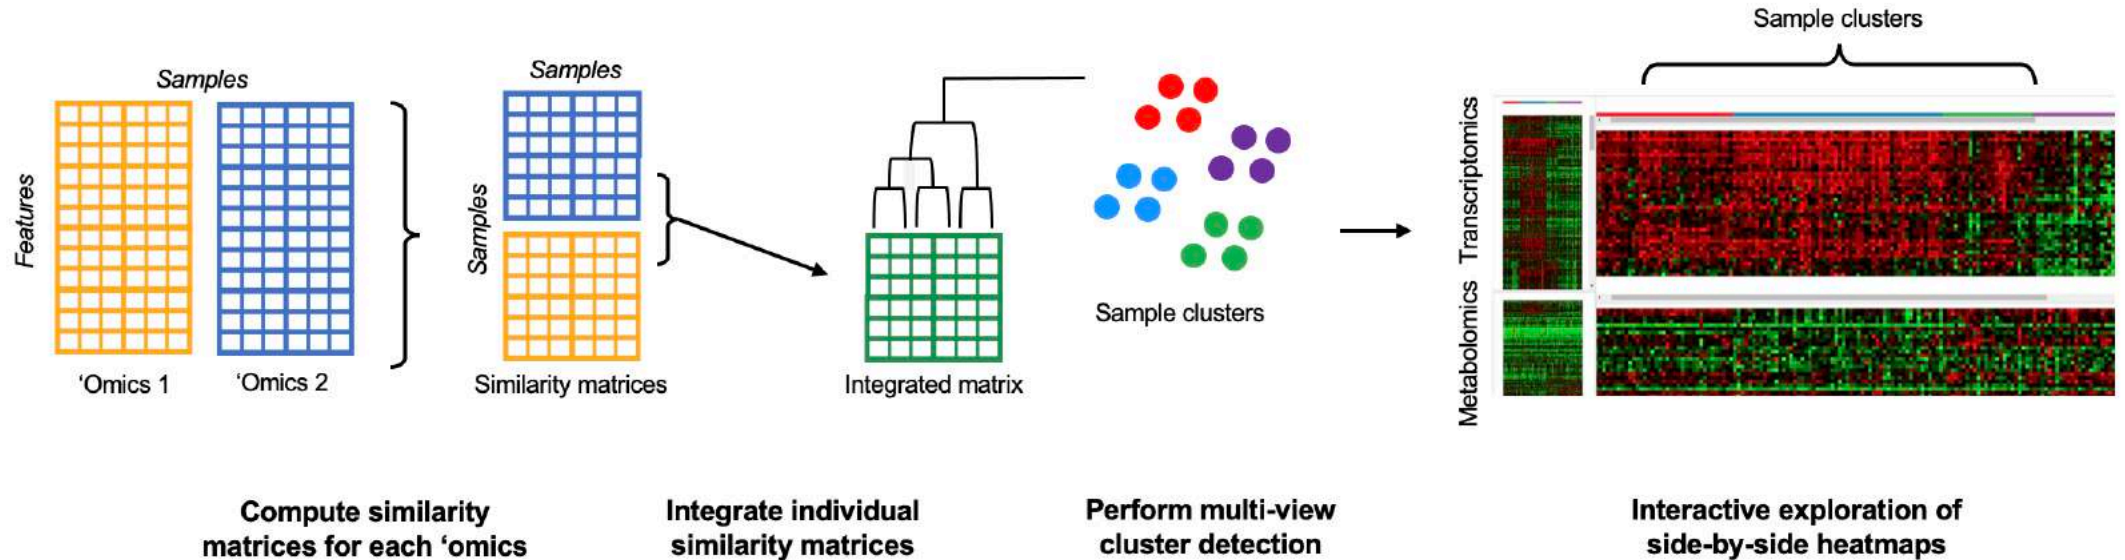 Samples
Features
‘Omics 1
‘Omics 2
Samples
Samples
Similarity matrices
Integrated matrix
Sample clusters
Sample clusters
Transcriptomics
Metabolomics
Compute similarity
matrices for each ‘omics
Integrate individual
similarity matrices
Perform multi-view
cluster detection
Interactive exploration of
side-by-side heatmaps